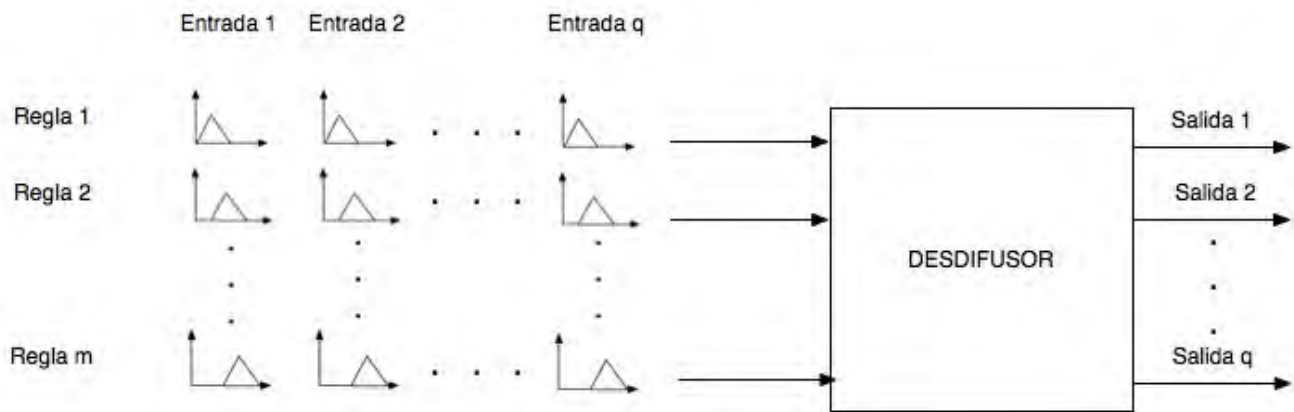 Entrada 1 Entrada 2 Entrada q
Regla 1
Salida 1
Regla 2
Salida 2
DESDIFUSOR
Regla m
Salida q